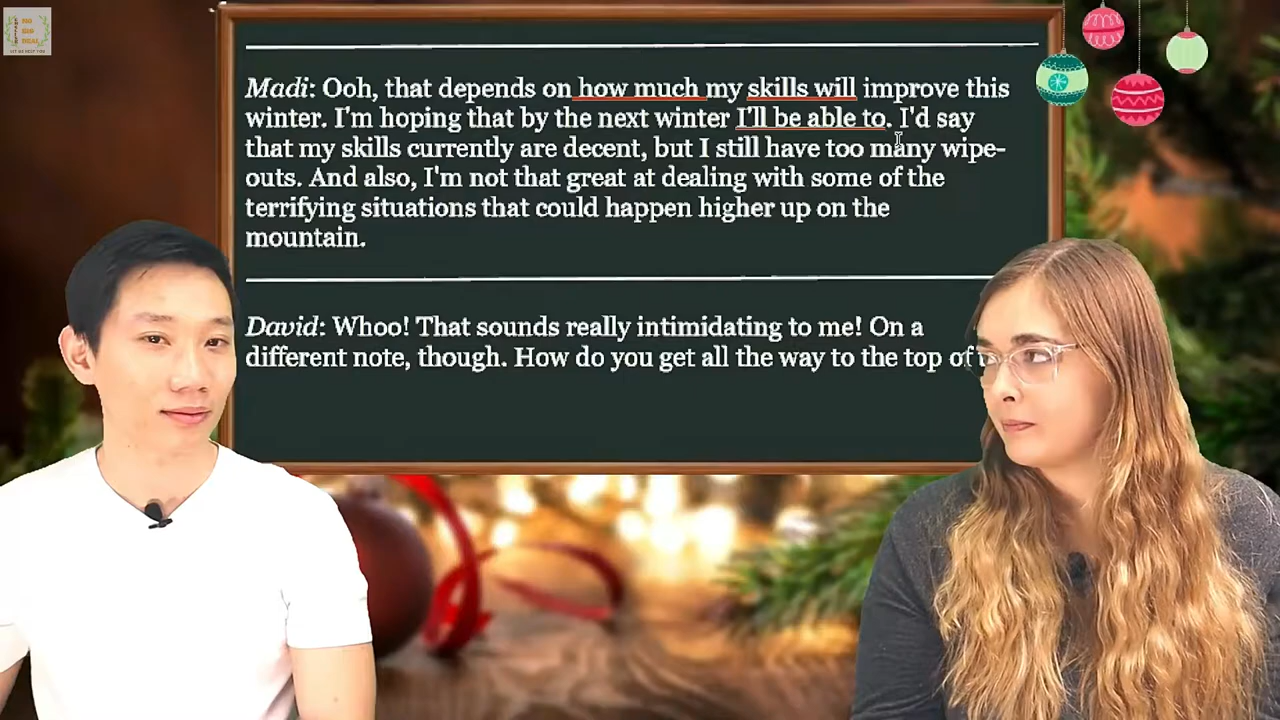 NO
BIG
DEAL
Madi: Ooh, that depends on how much my skills will improve this
winter. I'm hoping that by the next winter I'll be able to. I'd say
that my skills currently are decent, but I still have too many wipe-
outs. And also, I'm not that great at dealing with some of the
terrifying situations that could happen higher up on the
mountain.
David: Whoo! That sounds really intimidating to me! On a
different note, though. How do you get all the way to the top of